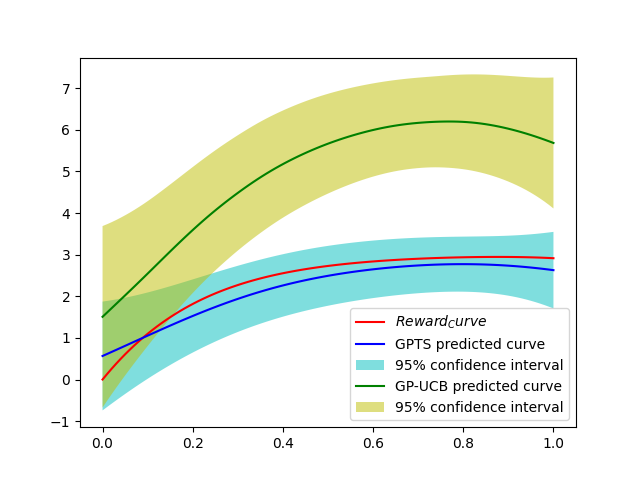 7
6
5
4
3
2
1
0
−1
0.0 0.2 0.4 0.6 0.8 1.0
Reward_Curve
GPTS predicted curve
95% confidence interval
GP-UCB predicted curve
95% confidence interval